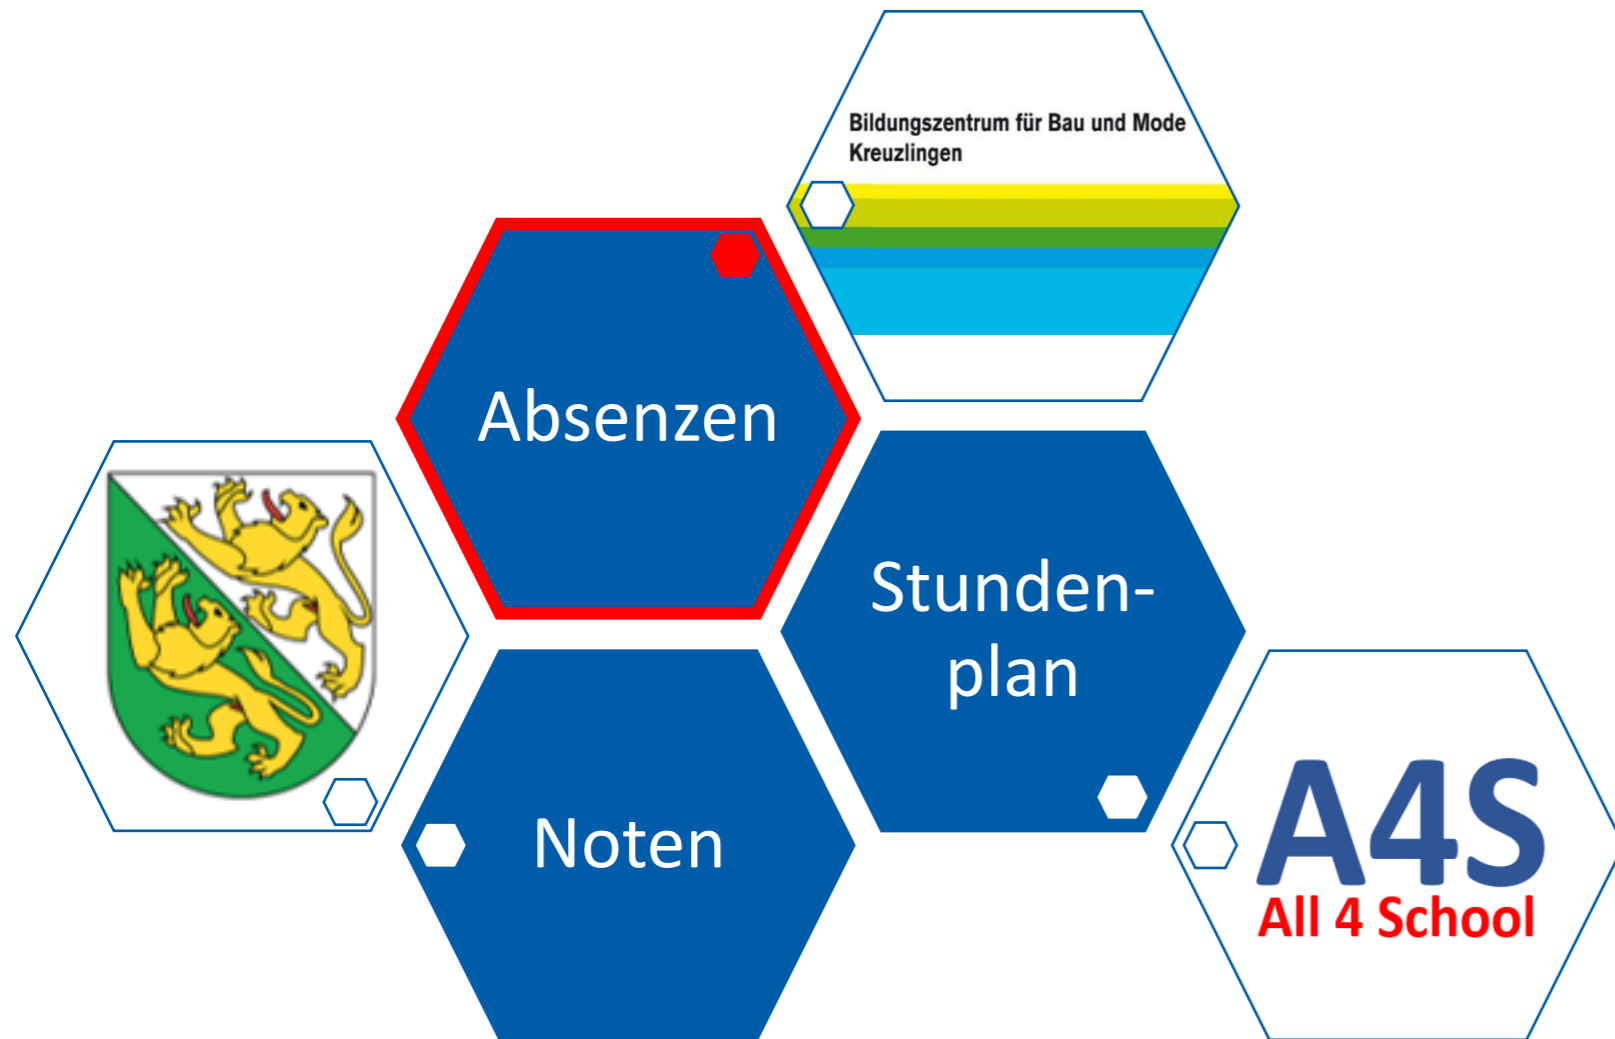 Bildungszentrum für Bau und Mode
Kreuzlingen
Absenzen
Stunden-
plan
Noten
A4S
All 4 School